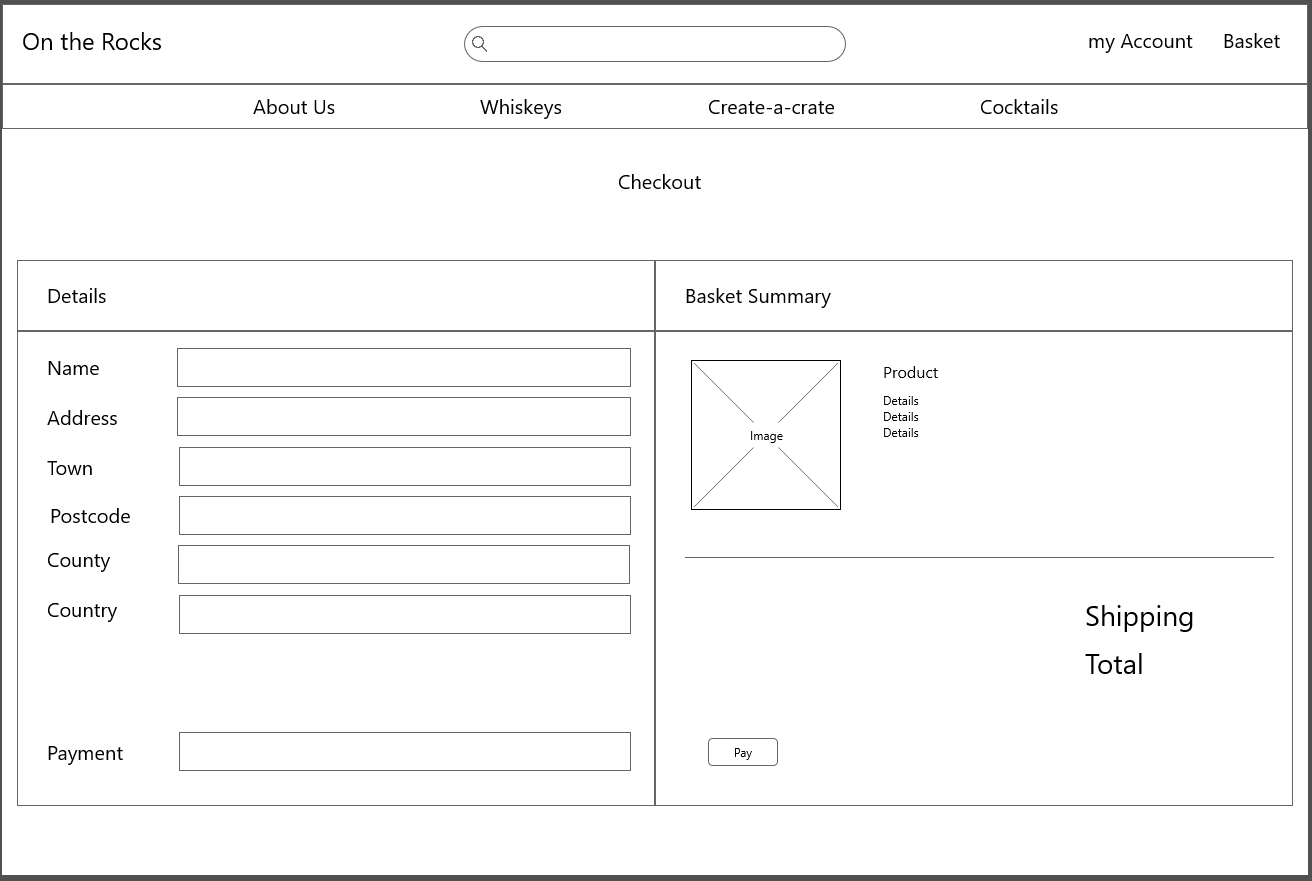 On the Rocks
my Account
Basket
About Us
Whiskeys
Create-a-crate
Cocktails
Checkout
Details
Name
Address
Town
Postcode
County
Country
Payment
Basket Summary
Image
Product
Details
Details
Details
Shipping
Total
Pay